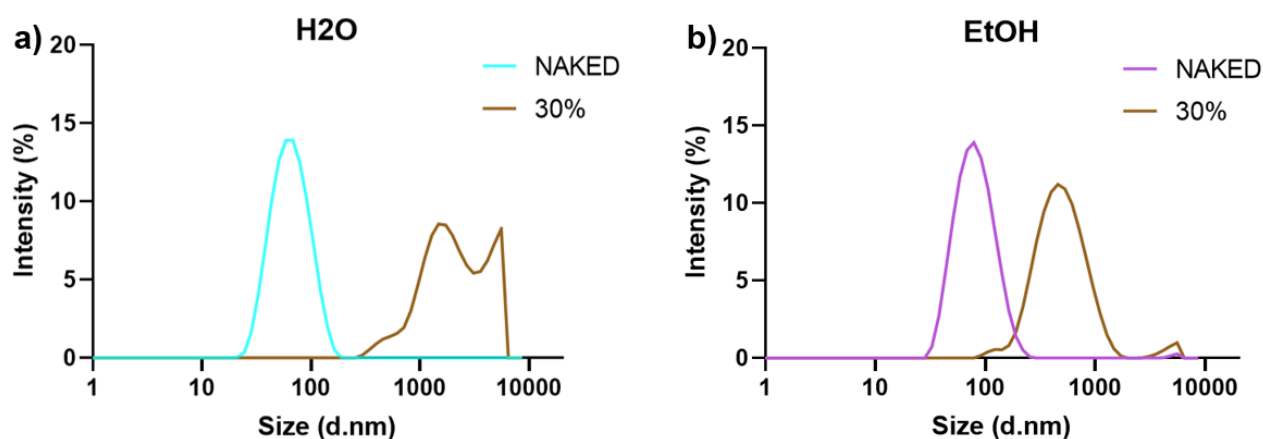 a)
H2O
Intensity (%)
20
15
10
5
0
NAKED
30%
1 10 100 1000 10000
Size (d.nm)
b)
EtOH
Intensity (%)
20
15
10
5
0
NAKED
30%
1 10 100 1000 10000
Size (d.nm)